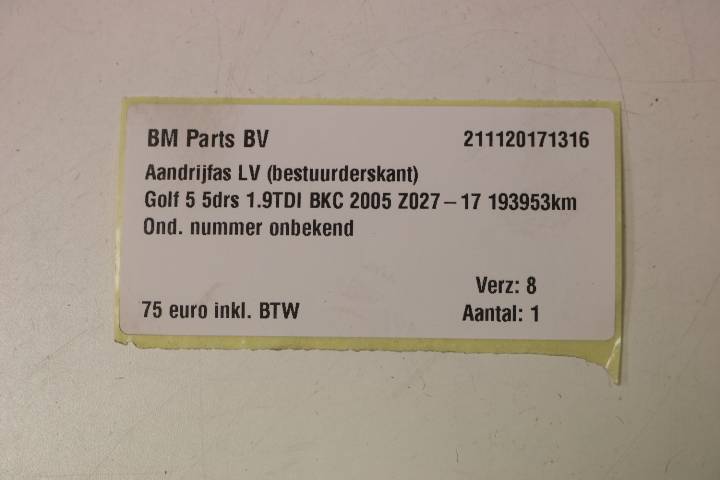 BM Parts BV 211120171316
Aandrijfas LV (bestuurderskant)
Golf 5 5drs 1.9TDI BKC 2005 Z027-17 193953km
Ond. nummer onbekend
Verz: 8
75 euro inkl. BTW Aantal: 1